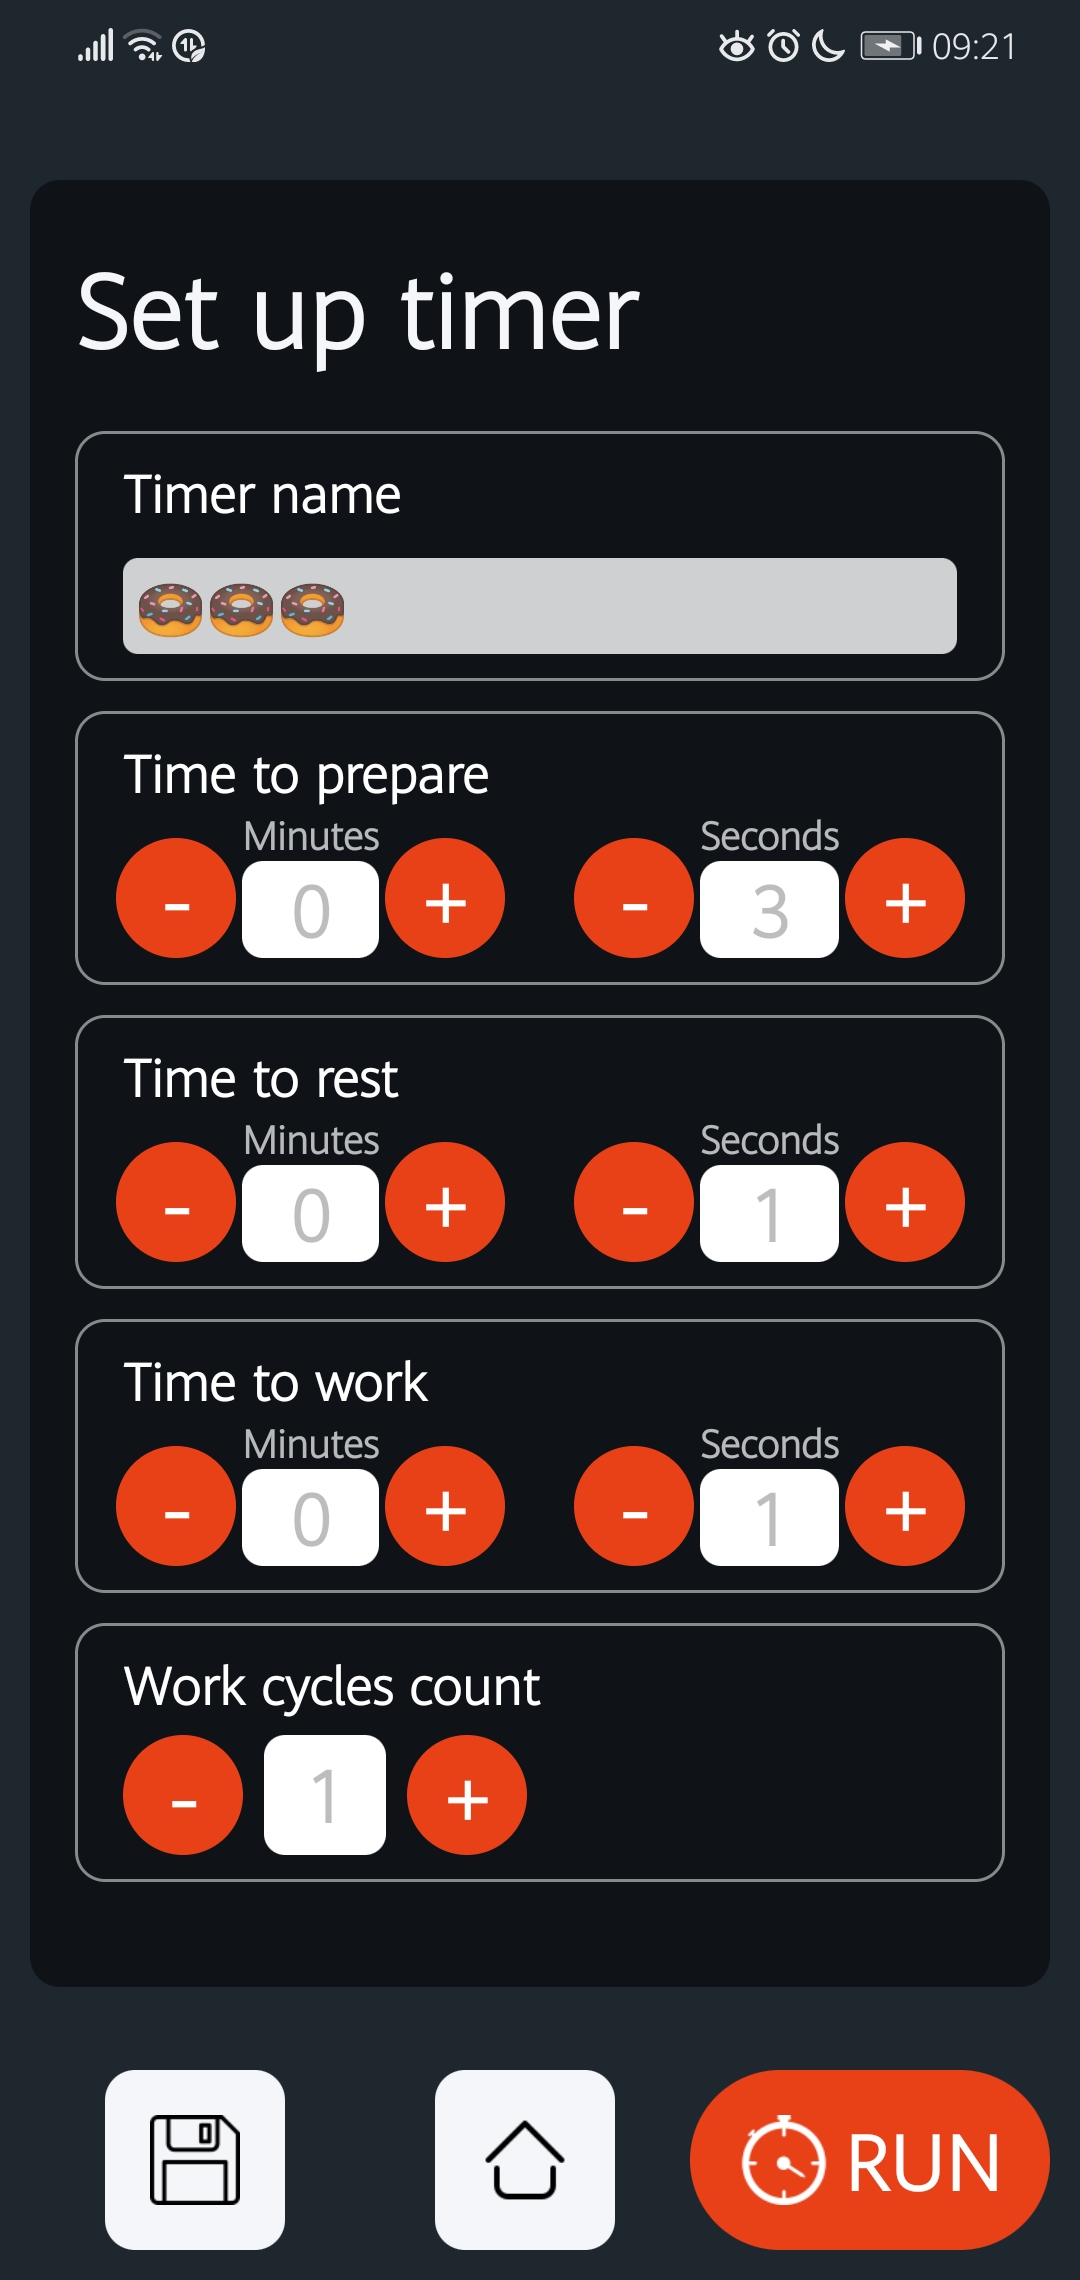 09:21
Set up timer
Timer name
🍩🍩🍩
Time to prepare
Minutes Seconds
- 0 + - 3 +
Time to rest
Minutes Seconds
- 0 + - 1 +
Time to work
Minutes Seconds
- 0 + - 1 +
Work cycles count
- 1 +
RUN